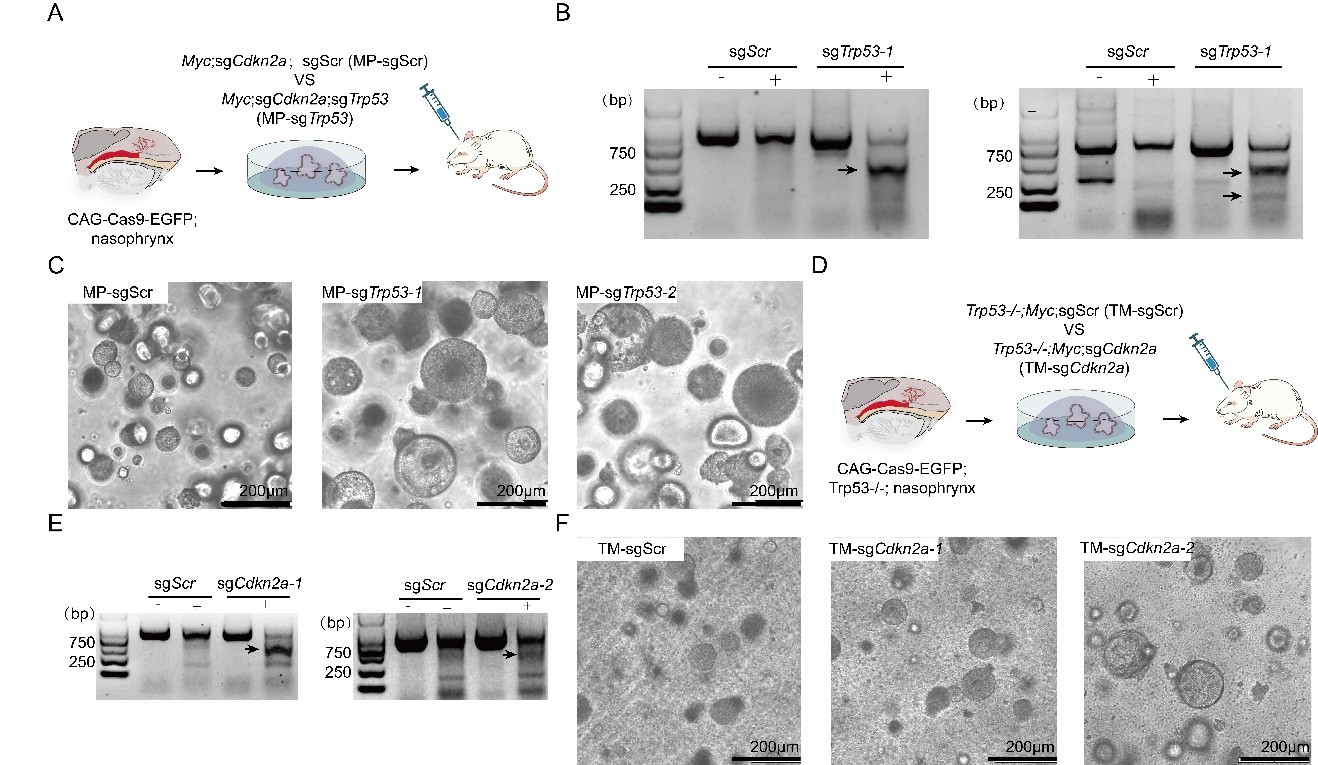 A
Myc;sgCdkn2a; sgScr (MP-sgScr)
VS
Myc;sgCdkn2a;sgTrp53
(MP-sgTrp53)
CAG-Cas9-EGFP;
nasophrynx
B
sgScr
sgTrp53-1
- + +
(bp)
750
250
sgScr
sgTrp53-1
- + - +
(bp)
750
250
C
MP-sgScr
200μm
MP-sgTrp53-1
200μm
MP-sgTrp53-2
200μm
D
Trp53-/-;Myc,sgScr (TM-sgScr)
VS
Trp53-/-;Myc;sgCdkn2a
(TM-sgCdkn2a)
CAG-Cas9-EGFP;
Trp53-/-; nasophrynx
E
sgScr
sgCdkn2a-1
- + - +
(bp)
750
250
sgScr
sgCdkn2a-2
- + - +
(bp)
750
250
F
TM-sgScr
200μm
TM-sgCdkn2a-1
200μm
TM-sgCdkn2a-2
200μm